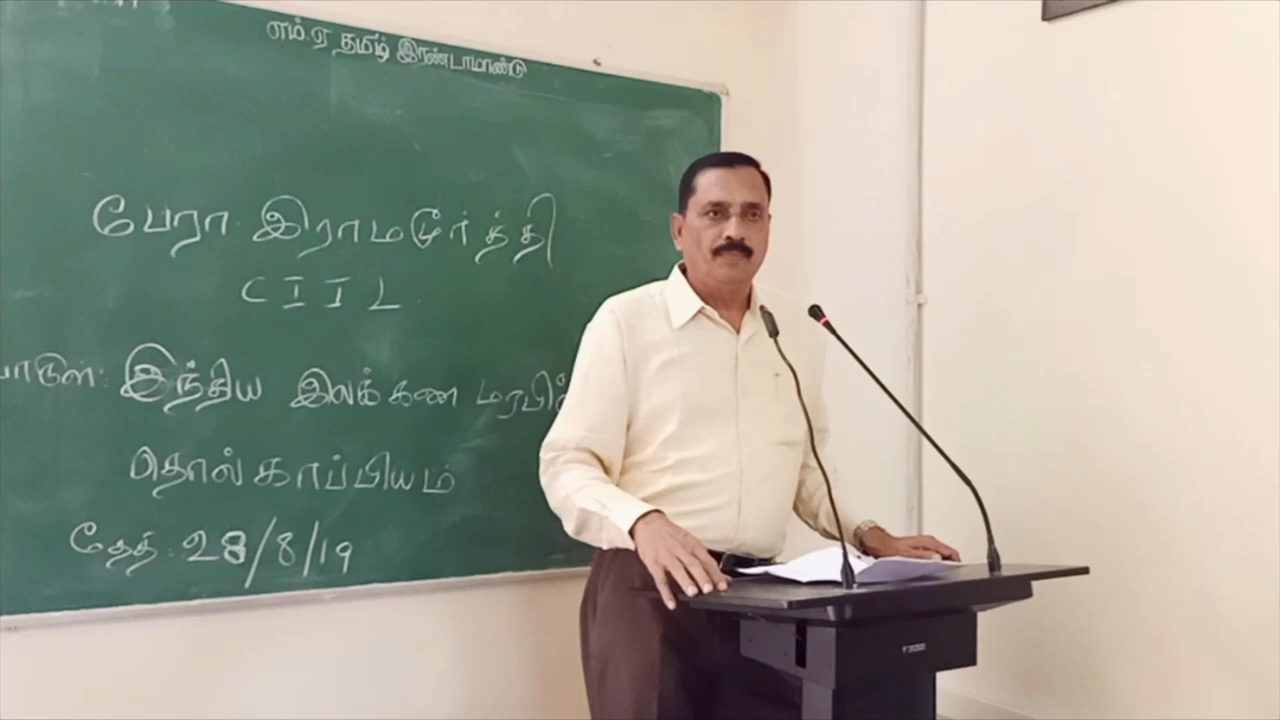 எம்.ஏ தமிழ் இரண்டாமாண்டு
பேரா. இராமமூர்த்தி
CIIL
இந்திய இலக்கண மரபில்
தொல்காப்பியம்
தேதி: 28/8/19